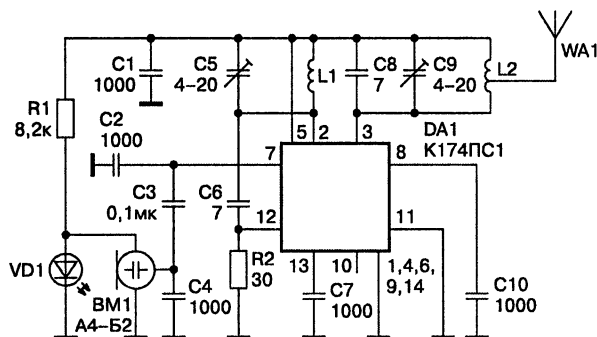 WA1
C1
1000
C5
4–20
L1
C8
7
C9
4–20
L2
R1
8,2к
C2
1000
5
2
3
DA1
К174ПС1
7
8
C3
0,1мк
C6
7
12
11
VD1
BM1
А4–Б2
C4
1000
R2
30
13
10
1,4,6,
9,14
C7
1000
C10
1000